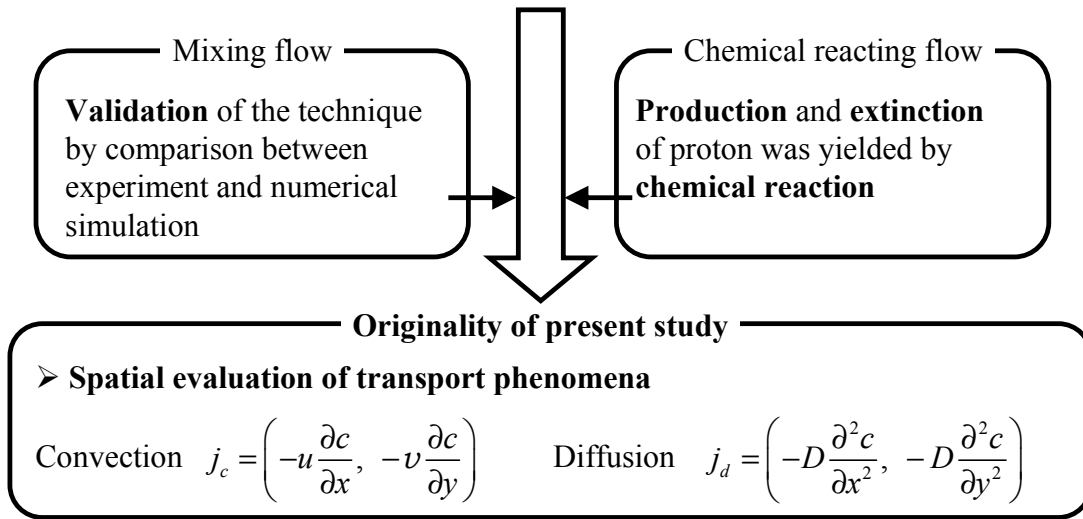 Mixing flow
Validation of the technique
by comparison between
experiment and numerical
simulation
Chemical reacting flow
Production and extinction
of proton was yielded by
chemical reaction
Originality of present study
➢ Spatial evaluation of transport phenomena
Convection j_c = ( −u ∂c/∂x, −υ ∂c/∂y ) Diffusion j_d = ( −D ∂²c/∂x², −D ∂²c/∂y² )